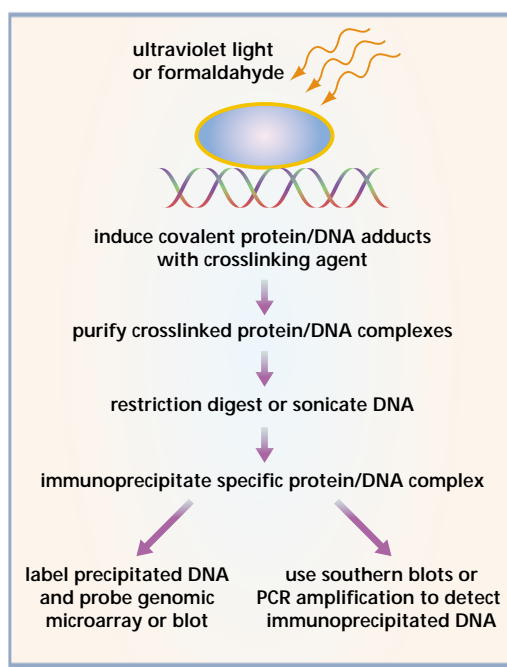 ultraviolet light
or formaldahyde
induce covalent protein/DNA adducts
with crosslinking agent
purify crosslinked protein/DNA complexes
restriction digest or sonicate DNA
immunoprecipitate specific protein/DNA complex
label precipitated DNA
and probe genomic
microarray or blot
use southern blots or
PCR amplification to detect
immunoprecipitated DNA